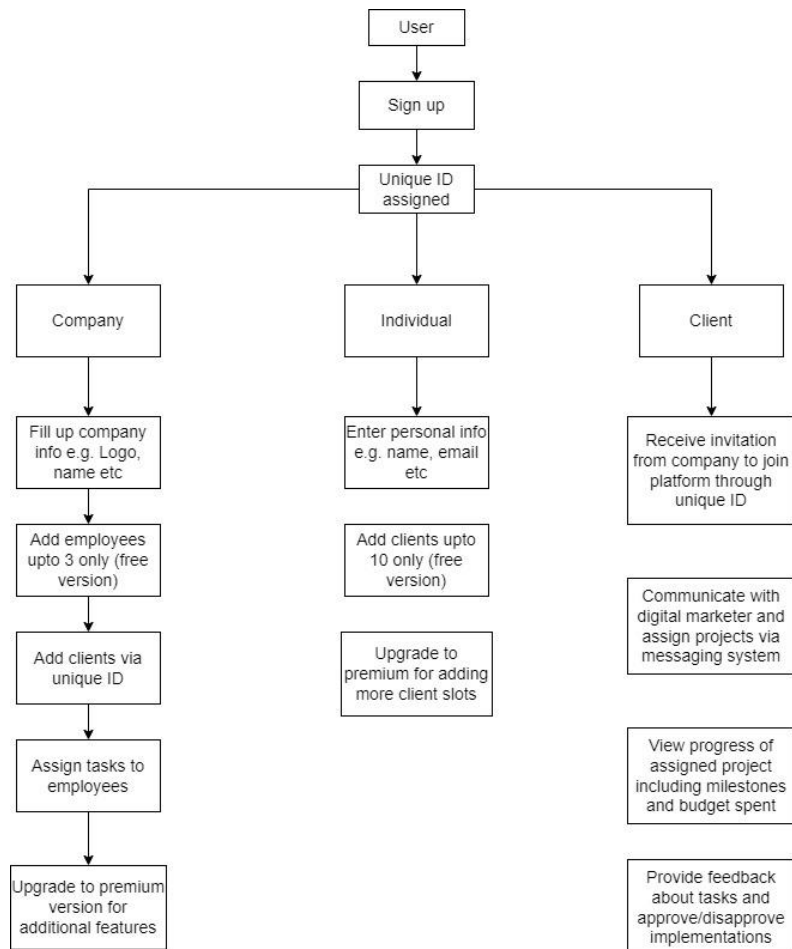 User
Sign up
Unique ID
assigned
Company
Individual
Client
Fill up company
info e.g. Logo,
name etc
Enter personal info
e.g. name, email
etc
Receive invitation
from company to join
platform through
unique ID
Add employees
upto 3 only (free
version)
Add clients upto
10 only (free
version)
Communicate with
digital marketer and
assign projects via
messaging system
Add clients via
unique ID
Upgrade to
premium for adding
more client slots
Assign tasks to
employees
View progress of
assigned project
including milestones
and budget spent
Upgrade to premium
version for
additional features
Provide feedback
about tasks and
approve/disapprove
implementations